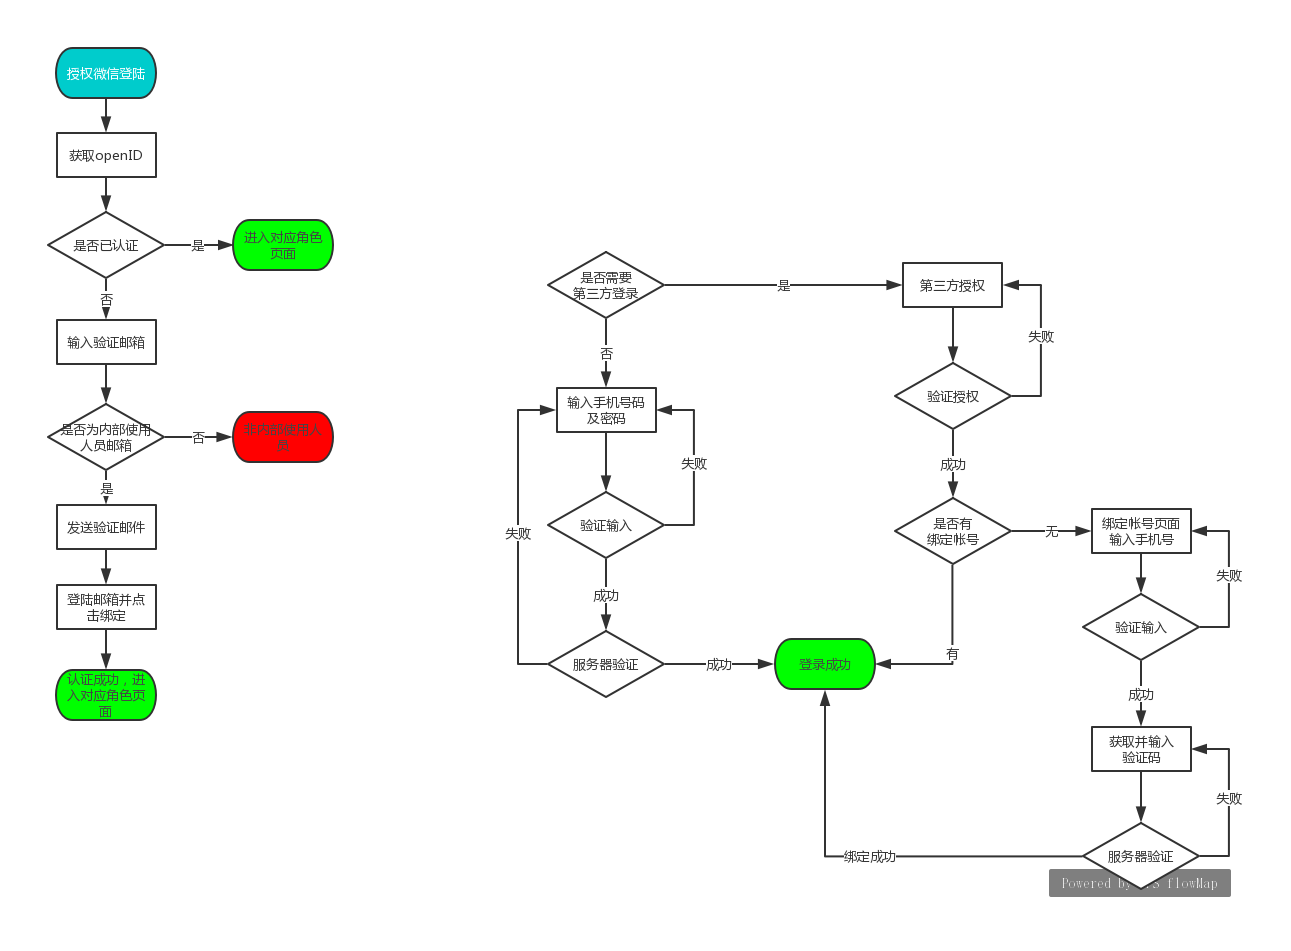 授权微信登陆
获取openID
是否已认证
是
进入对应角色
页面
否
输入验证邮箱
是否为内部使用
人员邮箱
否
员
是
发送验证邮件
登陆邮箱并点
击绑定
认证成功，进
入对应角色页
面
是否需要
第三方登录
是
第三方授权
失败
否
输入手机号码
及密码
验证授权
失败
成功
验证输入
失败
是否有
绑定帐号
无
绑定帐号页面
输入手机号
失败
成功
验证输入
服务器验证
成功
登录成功
有
成功
获取并输入
验证码
失败
绑定成功
服务器验证
Powered by flowMap